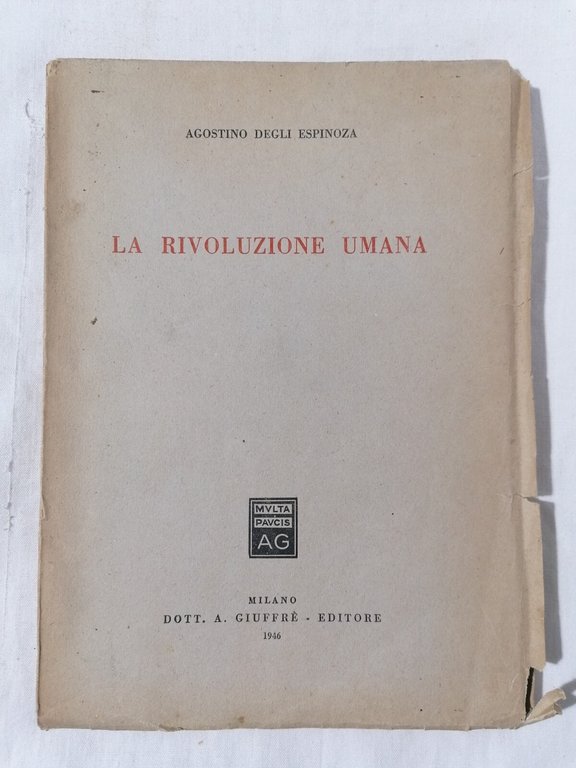 AGOSTINO DEGLI ESPINOZA
LA RIVOLUZIONE UMANA
MVLTA
PAVCIS
AG
MILANO
DOTT. A. GIUFFRÈ - EDITORE
1946